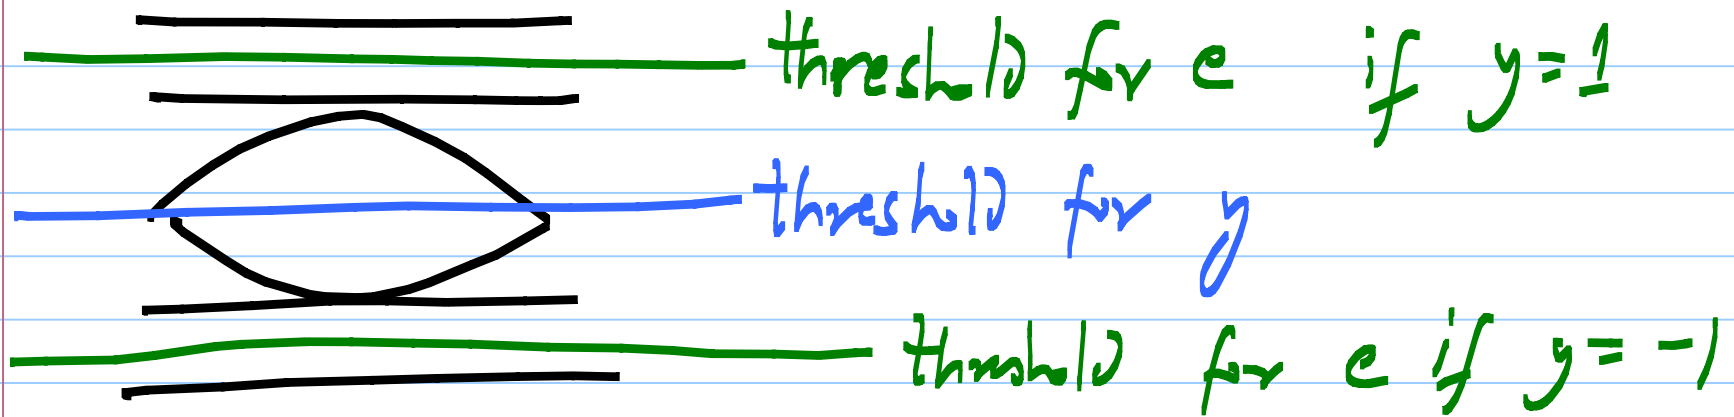 threshold for e if y=1
threshold for y
threshold for e if y=-1